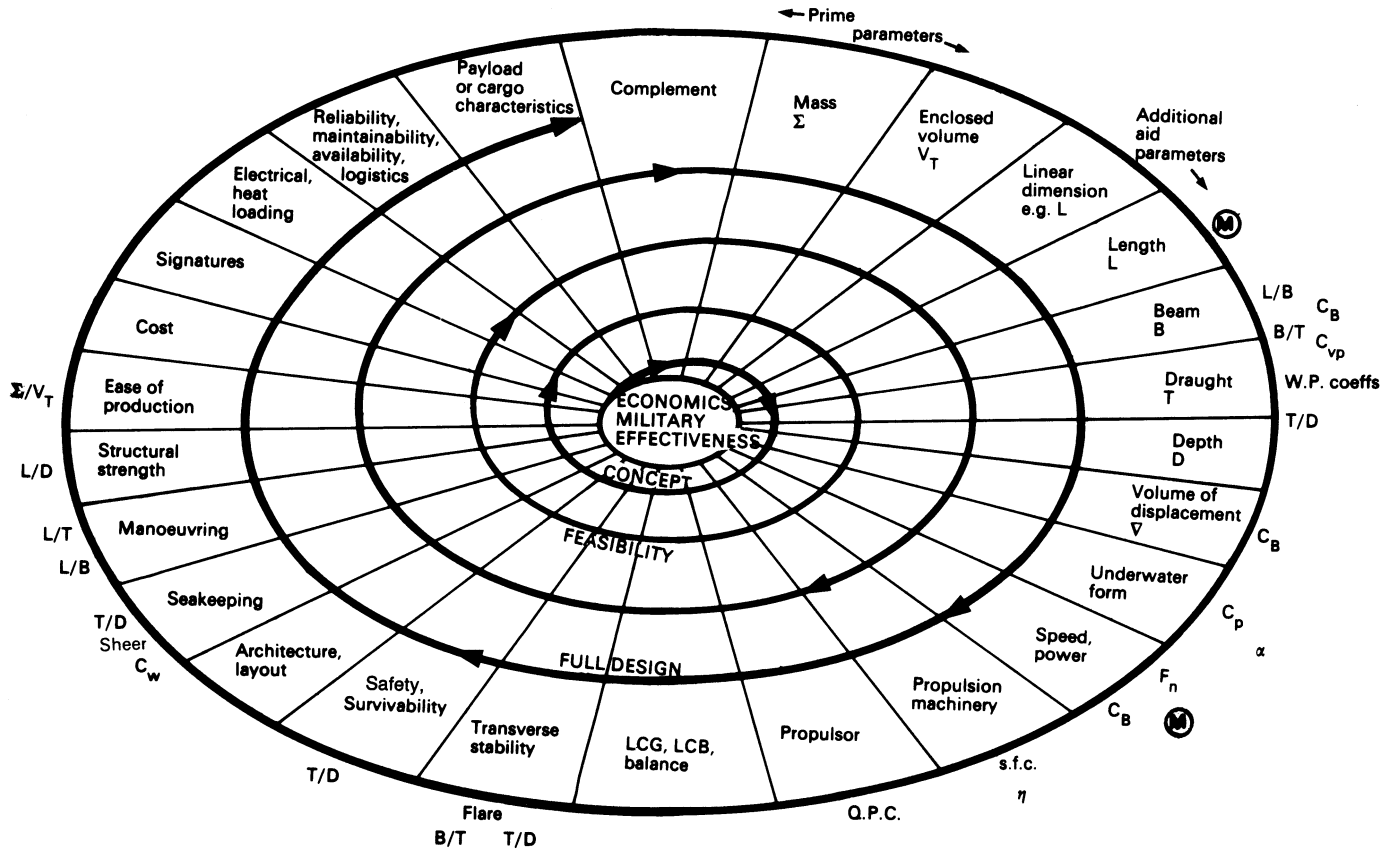 ← Prime
parameters →
Payload
or cargo
characteristics
Complement
Mass
Σ
Enclosed
volume
V_T
Linear
dimension
e.g. L
Additional
aid
parameters
Ⓜ
Length
L
L/B
C_B
Beam
B
B/T
C_vp
Draught
T
W.P. coeffs
T/D
Depth
D
Volume of
displacement
∇
C_B
Underwater
form
C_p
α
Speed,
power
F_n
C_B
Ⓜ
Propulsion
machinery
s.f.c.
η
Propulsor
Q.P.C.
LCG, LCB,
balance
Transverse
stability
Flare
B/T T/D
Safety,
Survivability
T/D
Architecture,
layout
Seakeeping
T/D
Sheer
C_w
Manoeuvring
L/T
L/B
Structural
strength
L/D
Ease of
production
Σ/V_T
Cost
Signatures
Electrical,
heat
loading
Reliability,
maintainability,
availability,
logistics
ECONOMICS
MILITARY
EFFECTIVENESS
CONCEPT
FEASIBILITY
FULL DESIGN